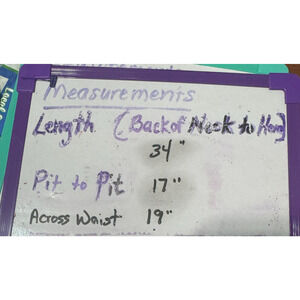 Measurements
Length (Back of Neck to Hem)
34"
Pit to Pit 17"
Across Waist 19"